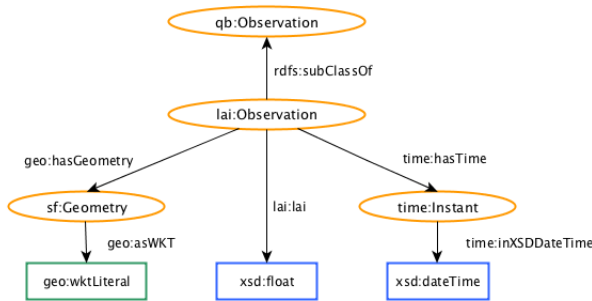 qb:Observation
rdfs:subClassOf
lai:Observation
geo:hasGeometry
time:hasTime
sf:Geometry
lai:lai
time:Instant
geo:asWKT
time:inXSDDateTime
geo:wktLiteral
xsd:float
xsd:dateTime